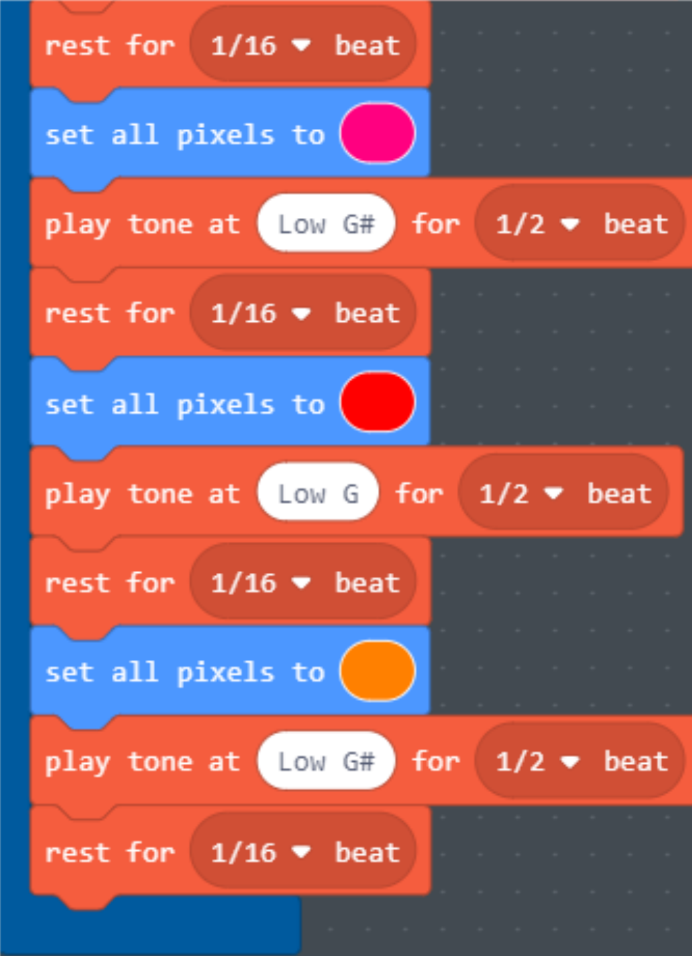 rest for 1/16 beat
set all pixels to
play tone at Low G# for 1/2 beat
rest for 1/16 beat
set all pixels to
play tone at Low G for 1/2 beat
rest for 1/16 beat
set all pixels to
play tone at Low G# for 1/2 beat
rest for 1/16 beat